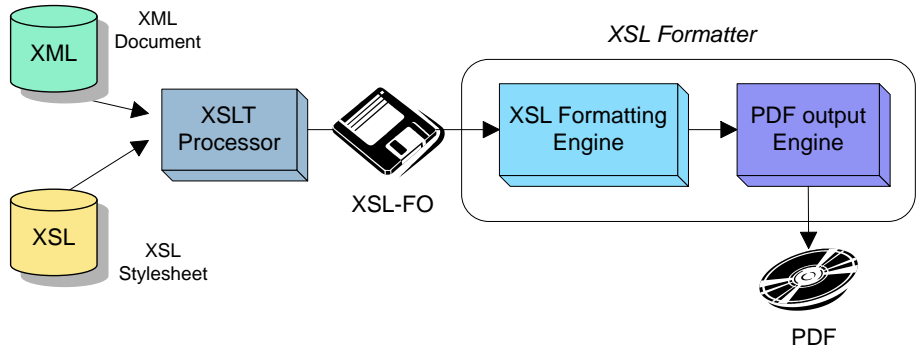 XML
XML
Document
XSL Formatter
XSLT
Processor
XSL Formatting
Engine
PDF output
Engine
XSL-FO
XSL
XSL
Stylesheet
PDF